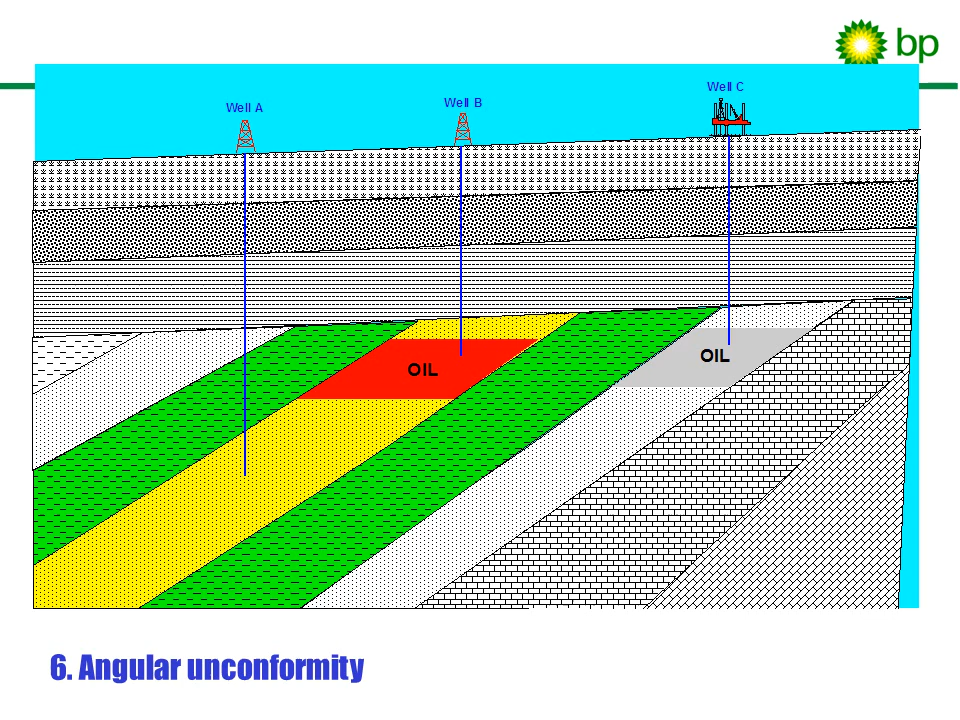 bp
Well A
Well B
Well C
OIL
OIL
6. Angular unconformity